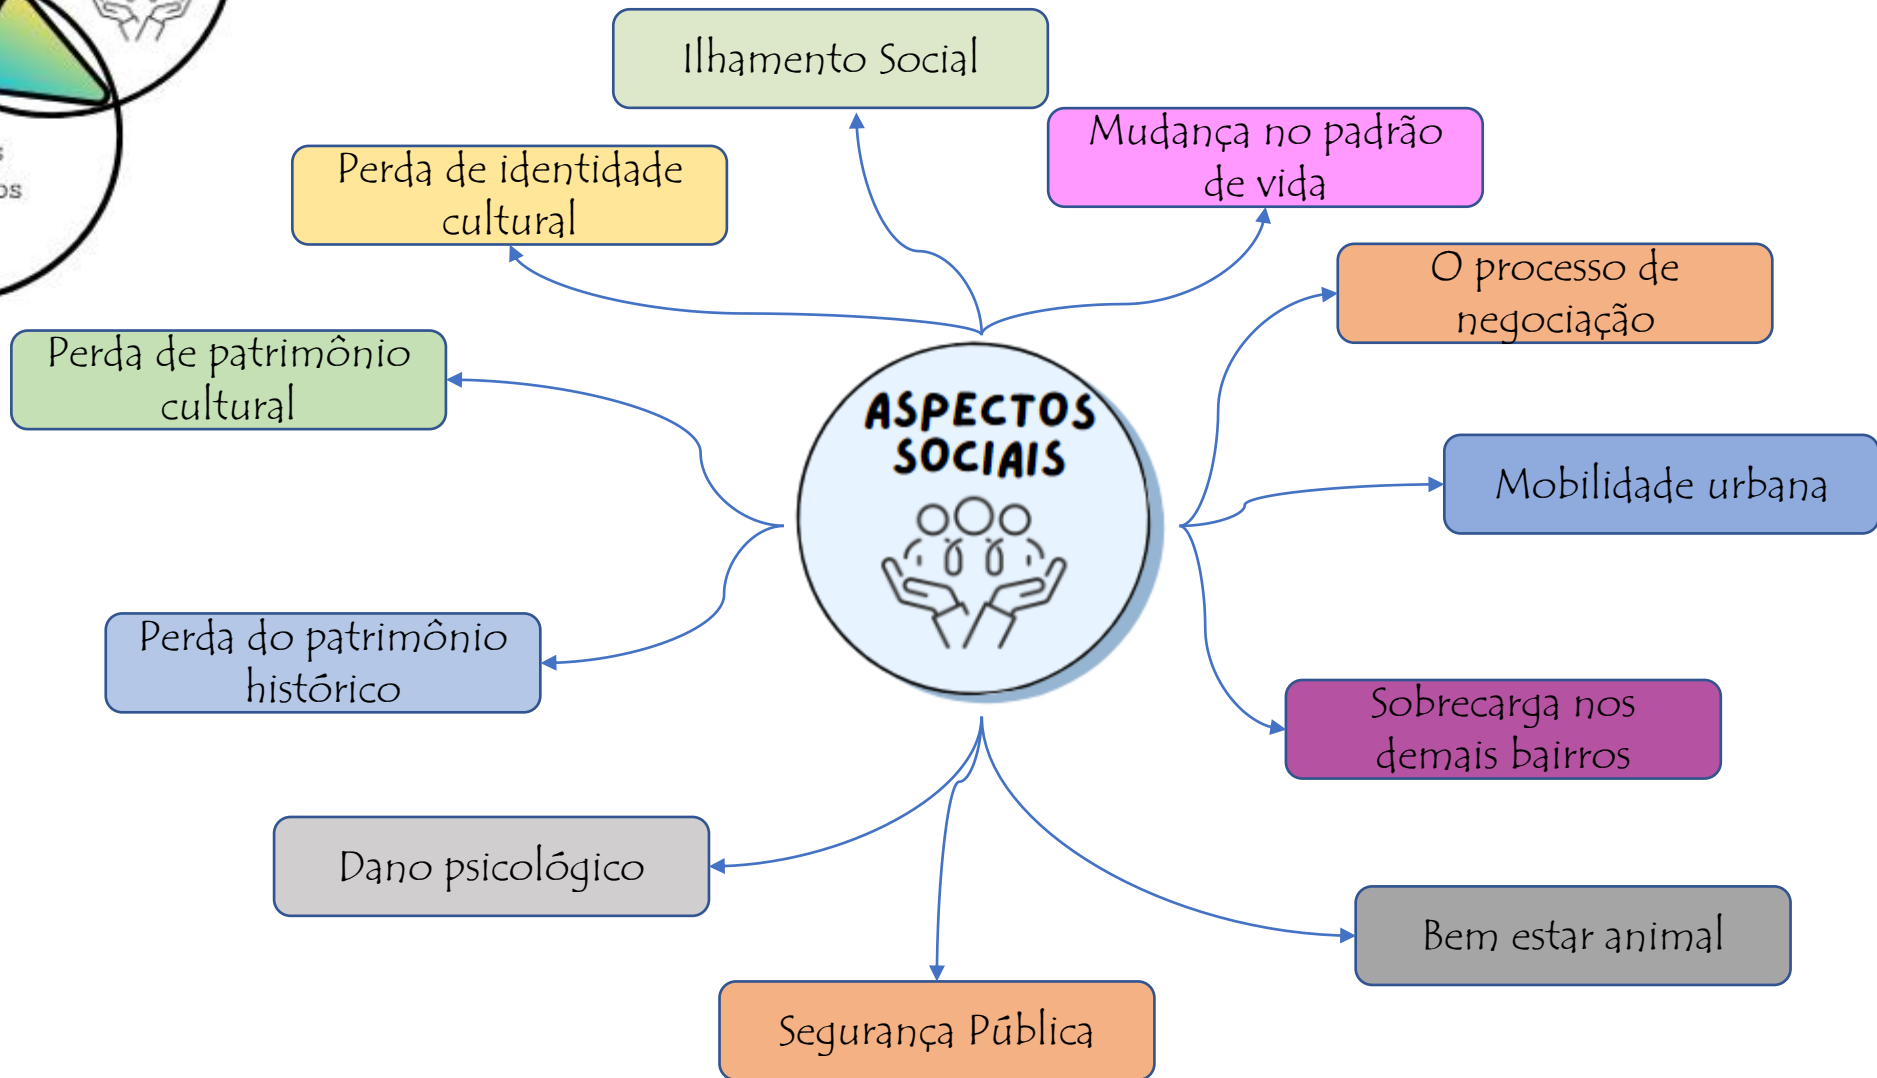 Ilhamento Social
Mudança no padrão
de vida
Perda de identidade
cultural
O processo de
negociação
Perda de patrimônio
cultural
ASPECTOS
SOCIAIS
Mobilidade urbana
Perda do patrimônio
histórico
Sobrecarga nos
demais bairros
Dano psicológico
Bem estar animal
Segurança Pública